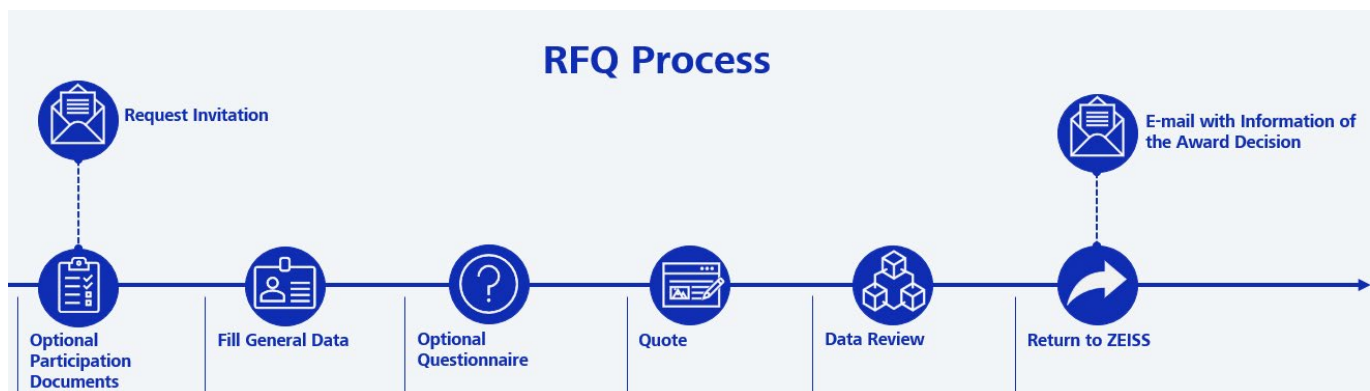 RFQ Process
Request Invitation
E-mail with Information of
the Award Decision
Optional
Participation
Documents
Fill General Data
Optional
Questionnaire
Quote
Data Review
Return to ZEISS